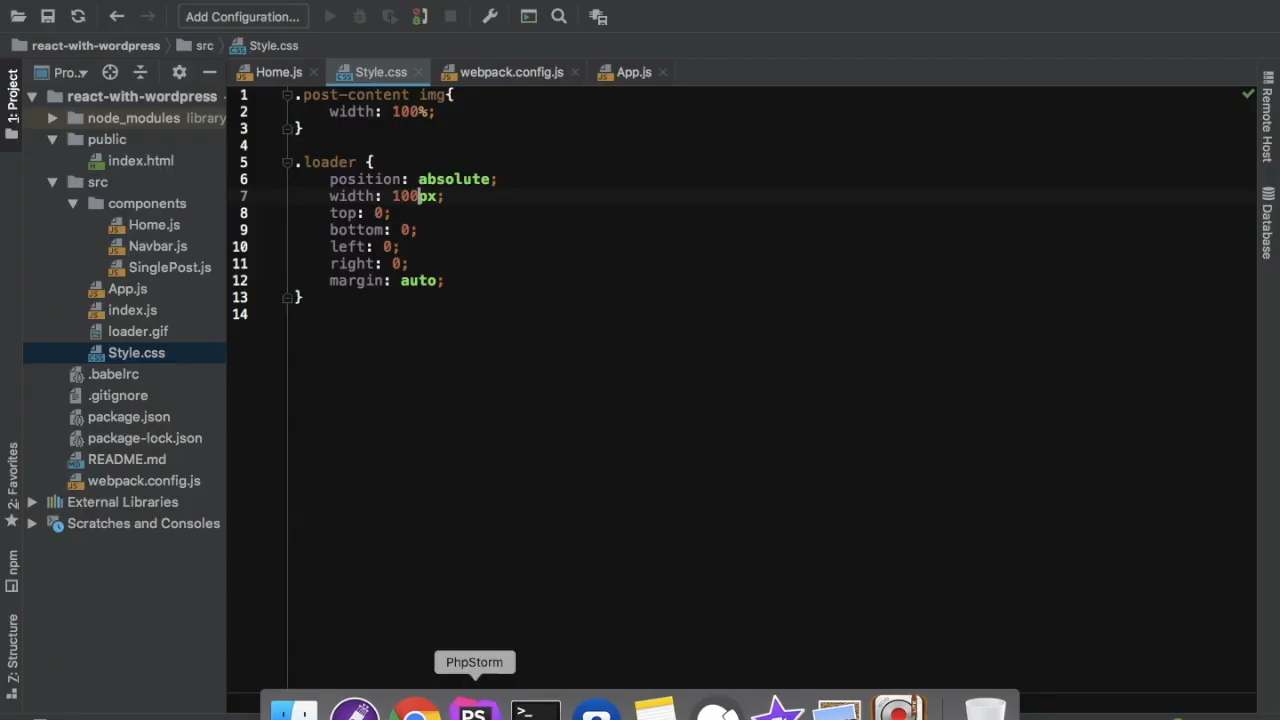 Add Configuration...
react-with-wordpress
src
Style.css
1: Project
Pro..
Home.js
Style.css
webpack.config.js
App.js
react-with-wordpress
node_modules library
public
index.html
src
components
Home.js
Navbar.js
SinglePost.js
App.js
index.js
loader.gif
Style.css
.babelrc
.gitignore
package.json
package-lock.json
README.md
webpack.config.js
External Libraries
Scratches and Consoles
1 .post-content img{
2 width: 100%;
3 }
4
5 .loader {
6 position: absolute;
7 width: 100px;
8 top: 0;
9 bottom: 0;
10 left: 0;
11 right: 0;
12 margin: auto;
13 }
14
Remote Host
Database
2: Favorites
npm
Z: Structure
PhpStorm
PS
>_